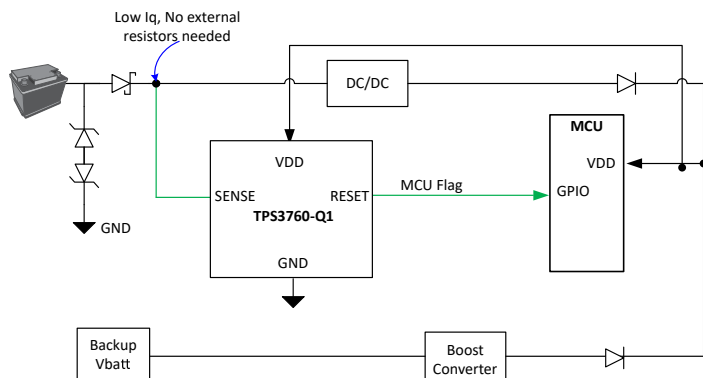 Low Iq, No external
resistors needed
DC/DC
MCU
VDD
VDD
SENSE
RESET
MCU Flag
GPIO
TPS3760-Q1
GND
GND
Backup
Vbatt
Boost
Converter